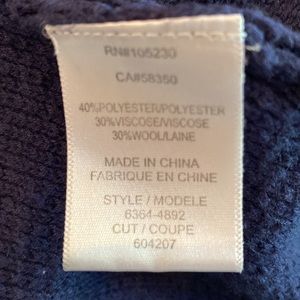 RN#105230
CA#58350
40%POLYESTER/POLYESTER
30%VISCOSE/VISCOSE
30%WOOL/LAINE
MADE IN CHINA
FABRIQUE EN CHINE
STYLE / MODELE
6364-4892
CUT / COUPE
604207